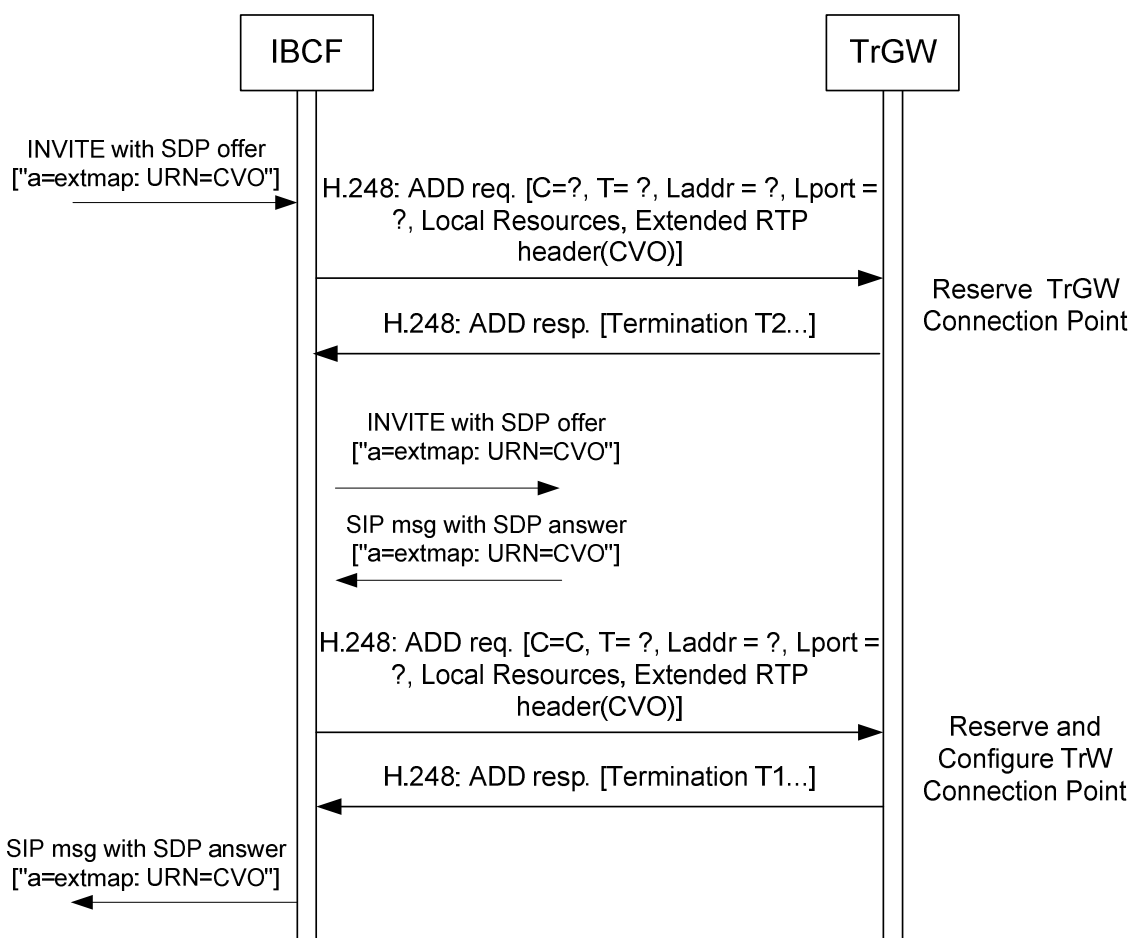 IBCF
TrGW
INVITE with SDP offer
["a=extmap: URN=CVO"]
H.248: ADD req. [C=?, T= ?, Laddr = ?, Lport =
?, Local Resources, Extended RTP
header(CVO)]
Reserve TrGW
Connection Point
H.248: ADD resp. [Termination T2...]
INVITE with SDP offer
["a=extmap: URN=CVO"]
SIP msg with SDP answer
["a=extmap: URN=CVO"]
H.248: ADD req. [C=C, T= ?, Laddr = ?, Lport =
?, Local Resources, Extended RTP
header(CVO)]
Reserve and
Configure TrW
Connection Point
H.248: ADD resp. [Termination T1...]
SIP msg with SDP answer
["a=extmap: URN=CVO"]